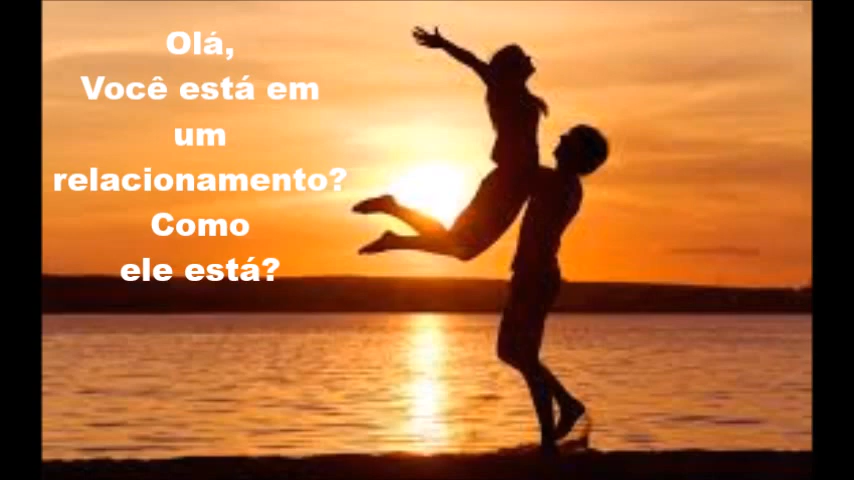 Olá,
Você está em
um
relacionamento?
Como
ele está?